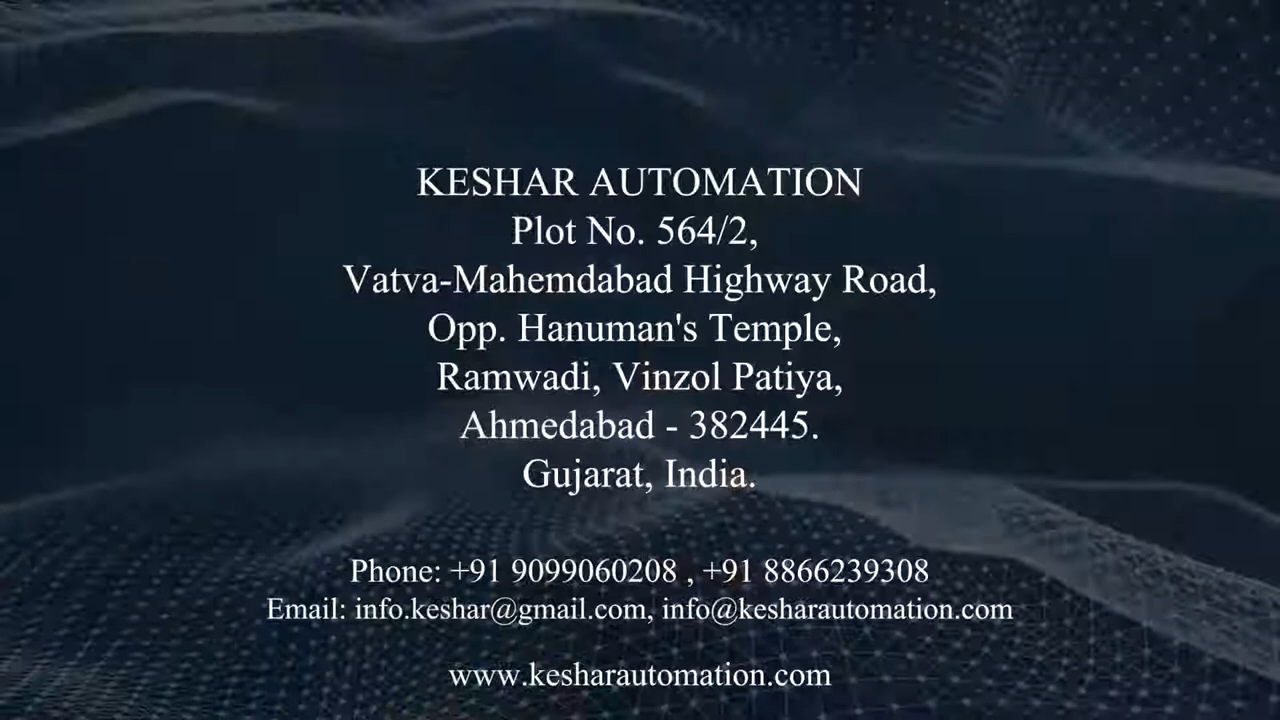 KESHAR AUTOMATION
Plot No. 564/2,
Vatva-Mahemdabad Highway Road,
Opp. Hanuman's Temple,
Ramwadi, Vinzol Patiya,
Ahmedabad - 382445.
Gujarat, India.
Phone: +91 9099060208 , +91 8866239308
Email: info.keshar@gmail.com, info@kesharautomation.com
www.kesharautomation.com